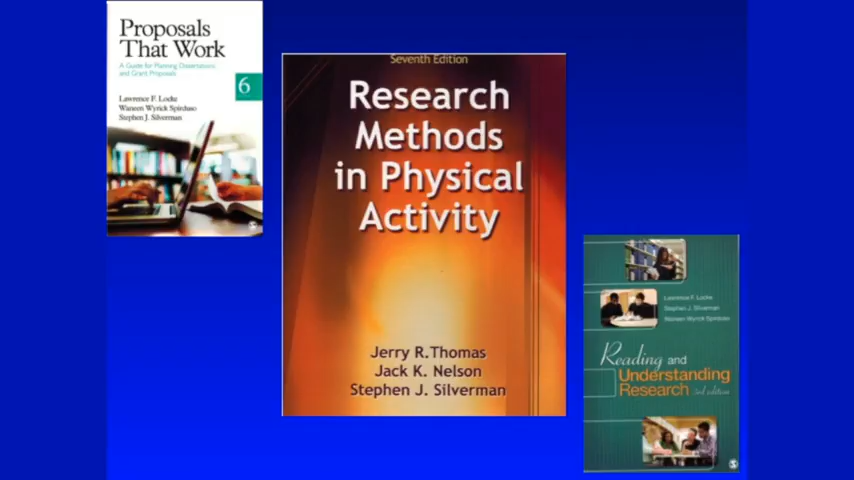 Proposals
That Work
A Guide for Planning Dissertations
and Grant Proposals
6
Lawrence F. Locke
Waneen Wyrick Spirduso
Stephen J. Silverman
Seventh Edition
Research
Methods
in Physical
Activity
Jerry R. Thomas
Jack K. Nelson
Stephen J. Silverman
Lawrence F. Locke
Stephen J. Silverman
Waneen Wyrick Spirduso
Reading and
Understanding
Research 3rd edition